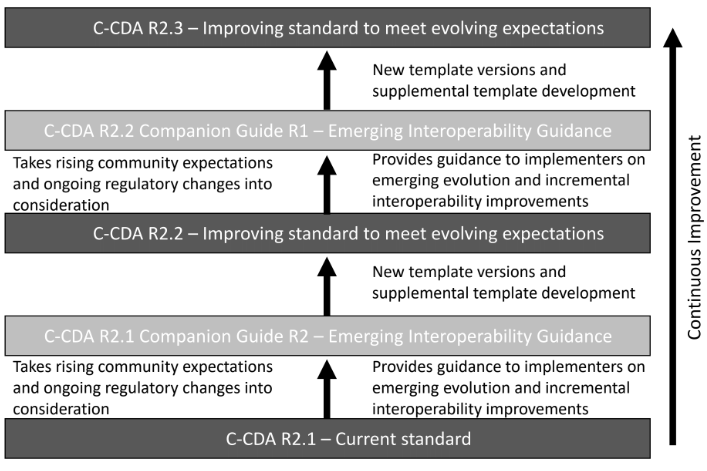 C-CDA R2.3 – Improving standard to meet evolving expectations
New template versions and
supplemental template development
C-CDA R2.2 Companion Guide R1 – Emerging Interoperability Guidance
Takes rising community expectations
and ongoing regulatory changes into
consideration
Provides guidance to implementers on
emerging evolution and incremental
interoperability improvements
C-CDA R2.2 – Improving standard to meet evolving expectations
New template versions and
supplemental template development
C-CDA R2.1 Companion Guide R2 – Emerging Interoperability Guidance
Takes rising community expectations
and ongoing regulatory changes into
consideration
Provides guidance to implementers on
emerging evolution and incremental
interoperability improvements
C-CDA R2.1 – Current standard
Continuous Improvement